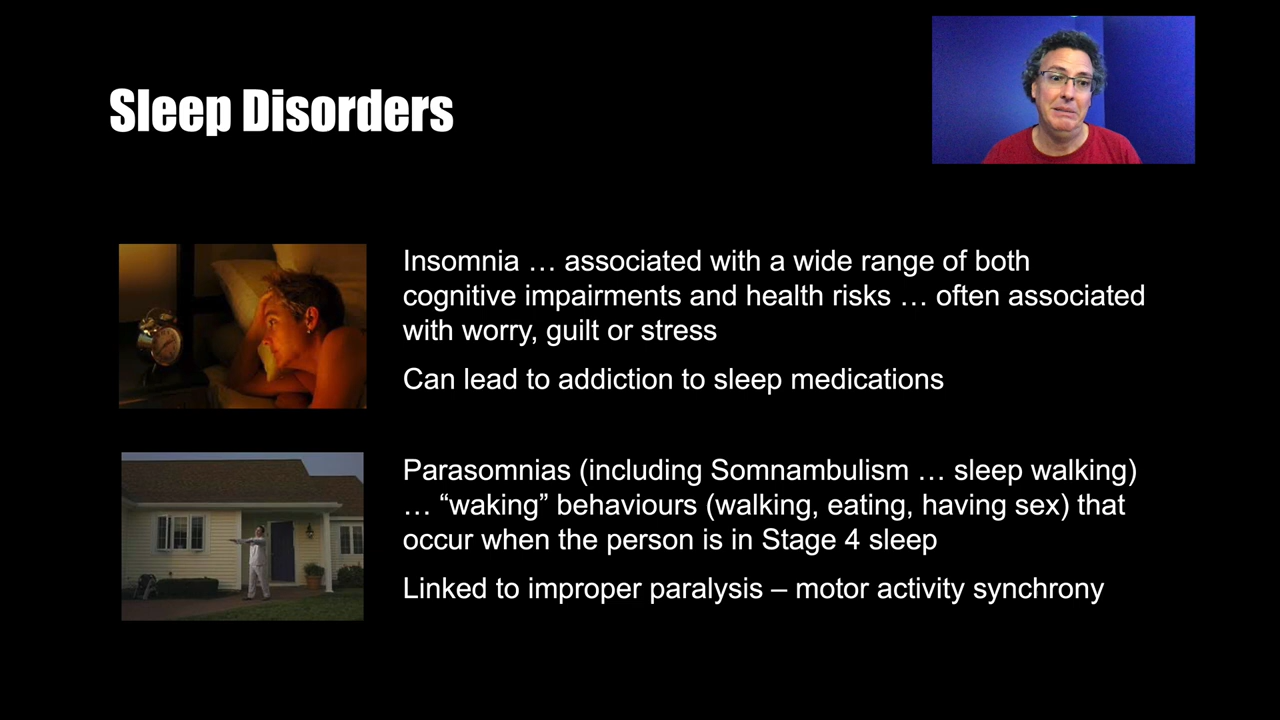 Sleep Disorders
Insomnia … associated with a wide range of both
cognitive impairments and health risks … often associated
with worry, guilt or stress
Can lead to addiction to sleep medications
Parasomnias (including Somnambulism … sleep walking)
… “waking” behaviours (walking, eating, having sex) that
occur when the person is in Stage 4 sleep
Linked to improper paralysis – motor activity synchrony